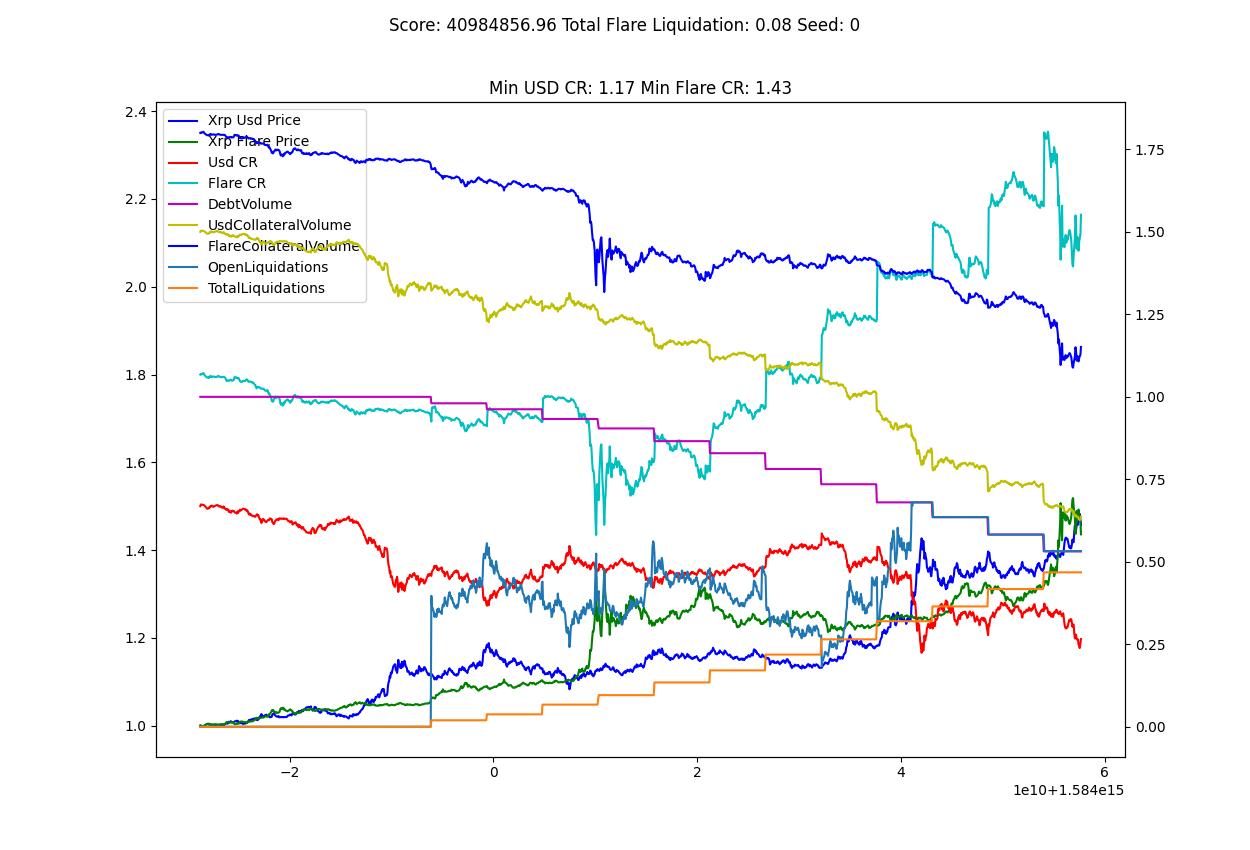 Score: 40984856.96 Total Flare Liquidation: 0.08 Seed: 0
Min USD CR: 1.17 Min Flare CR: 1.43
Xrp Usd Price
Xrp Flare Price
Usd CR
Flare CR
DebtVolume
UsdCollateralVolume
FlareCollateralVolume
OpenLiquidations
TotalLiquidations
2.4
2.2
2.0
1.8
1.6
1.4
1.2
1.0
1.75
1.50
1.25
1.00
0.75
0.50
0.25
0.00
−2 0 2 4 6
1e10+1.584e15